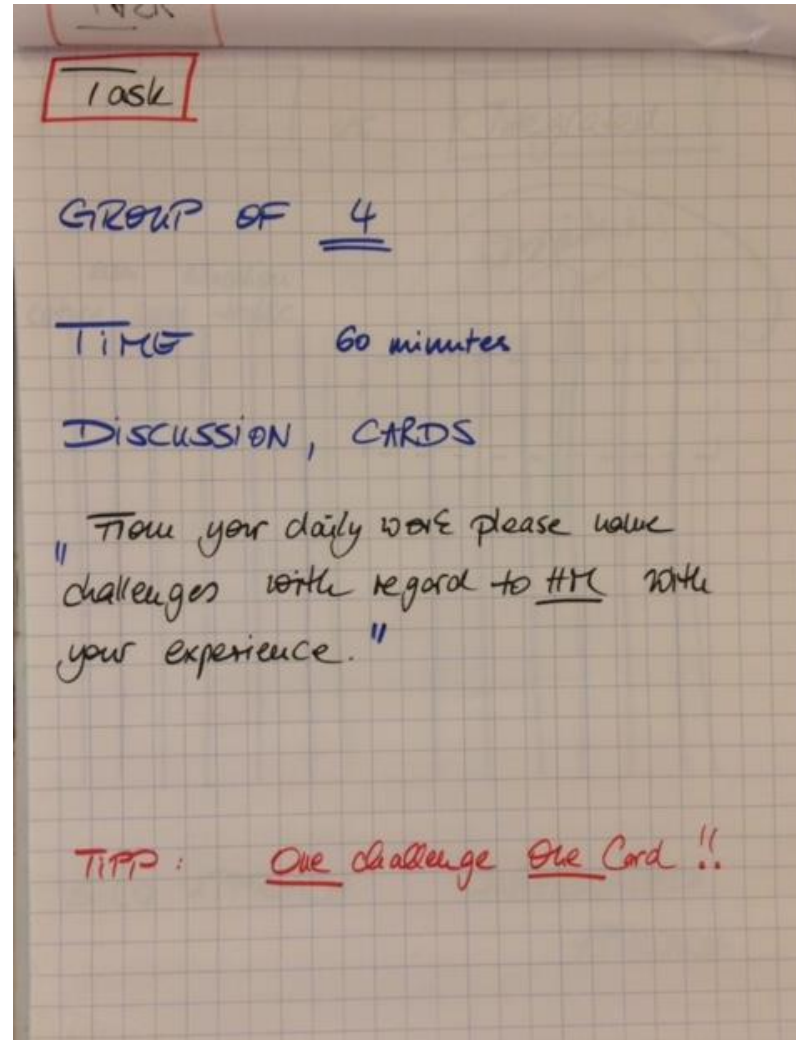 Task
GROUP OF 4
TIME 60 minutes
DISCUSSION, CARDS
„From your daily work please name
challenges with regard to HM with
your experience."
TIPP: One challenge One Card !!